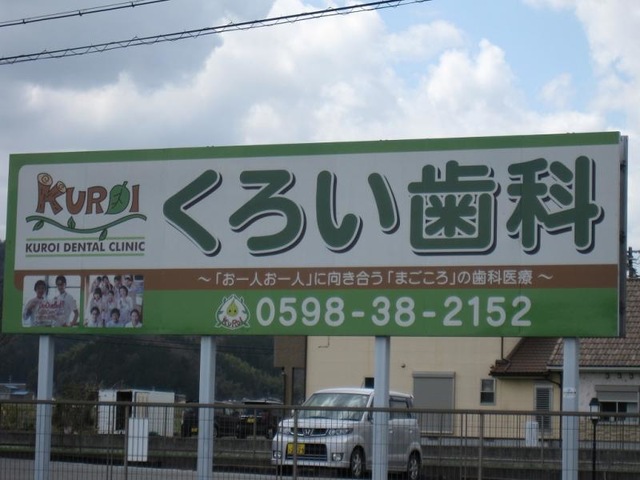 KUROI
KUROI DENTAL CLINIC
くろい歯科
～「お一人お一人」に向き合う「まごころ」の歯科医療～
0598-38-2152